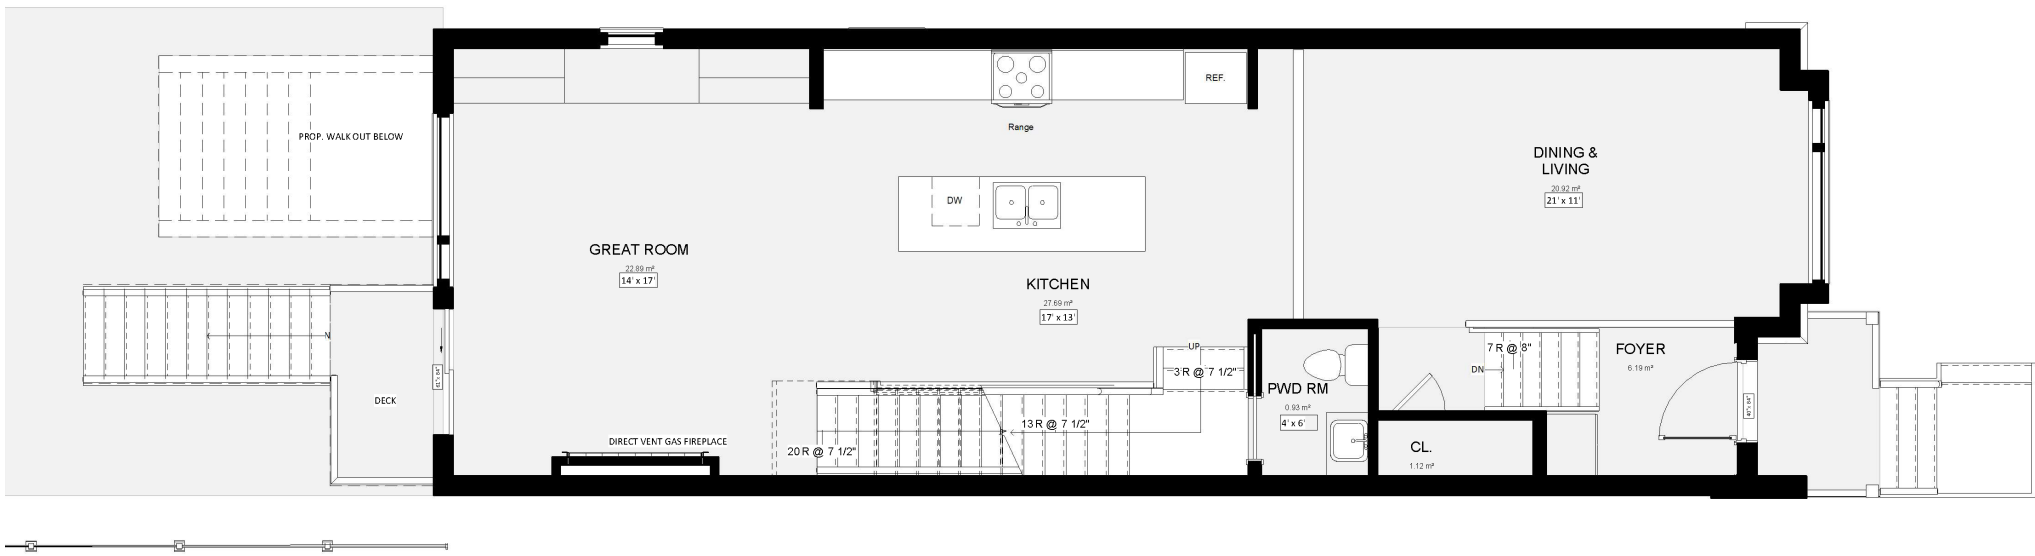 REF.
PROP. WALK OUT BELOW
Range
DINING &
LIVING
20.92 m²
21' x 11'
DW
GREAT ROOM
22.89 m²
14' x 17'
KITCHEN
27.69 m²
17' x 13'
N
UP
3 R @ 7 1/2"
7 R @ 8"
DN
FOYER
6.19 m²
PWD RM
0.93 m²
4' x 6'
DECK
13 R @ 7 1/2"
DIRECT VENT GAS FIREPLACE
20 R @ 7 1/2"
CL.
1.12 m²